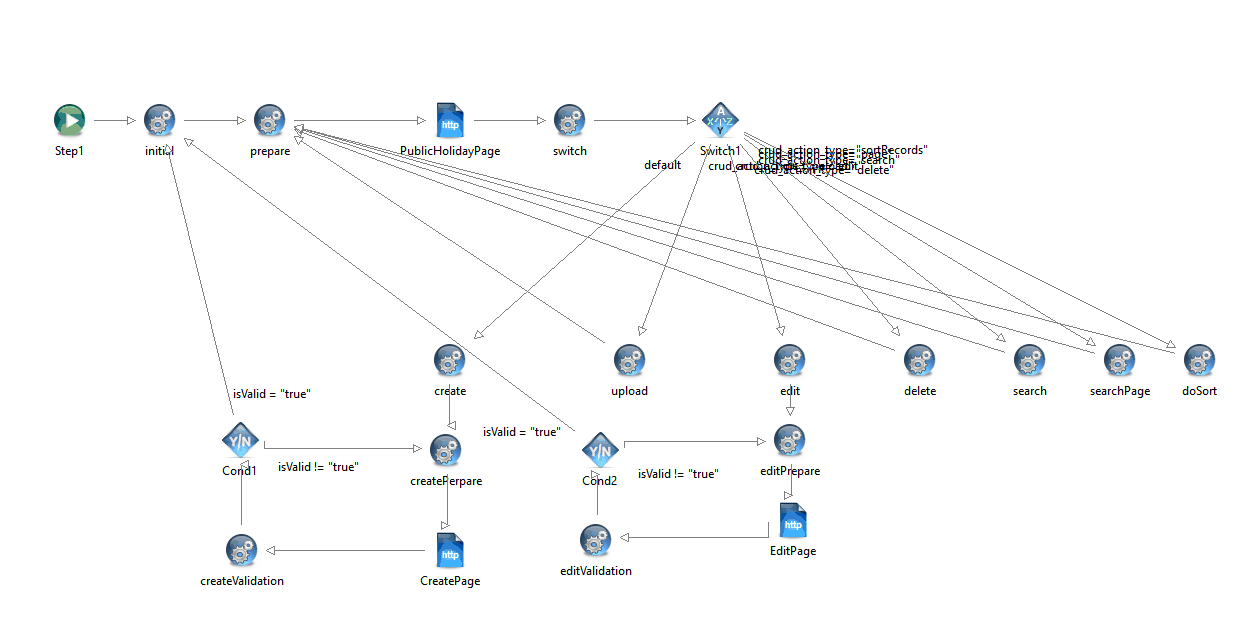 http
A
X Y Z
Y
Step1
initial
prepare
PublicHolidayPage
switch
Switch1
crud_action_type="sortRecords"
crud_action_type="page"
crud_action_type="search"
default
crud_action_type="delete"
create
upload
edit
delete
search
searchPage
doSort
isValid = "true"
isValid = "true"
Y/N
Y/N
isValid != "true"
isValid != "true"
Cond1
createPerpare
Cond2
editPrepare
http
http
EditPage
createValidation
CreatePage
editValidation